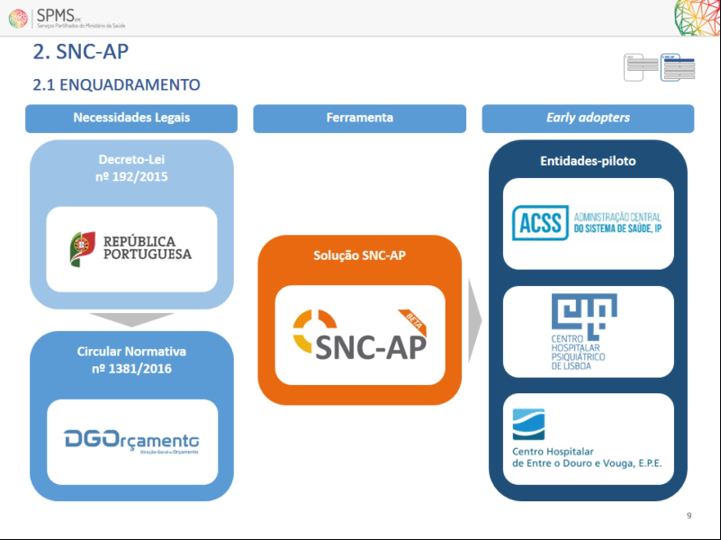 SPMS EPE
Serviços Partilhados do Ministério da Saúde
2. SNC-AP
2.1 ENQUADRAMENTO
Necessidades Legais
Ferramenta
Early adopters
Decreto-Lei
nº 192/2015
REPÚBLICA
PORTUGUESA
Circular Normativa
nº 1381/2016
DGOrçamento
Direção-Geral do Orçamento
Solução SNC-AP
BETA
SNC-AP
Entidades-piloto
ACSS
ADMINISTRAÇÃO CENTRAL
DO SISTEMA DE SAÚDE, IP
CENTRO
HOSPITALAR
PSIQUIÁTRICO
DE LISBOA
Centro Hospitalar
de Entre o Douro e Vouga, E.P.E.
9